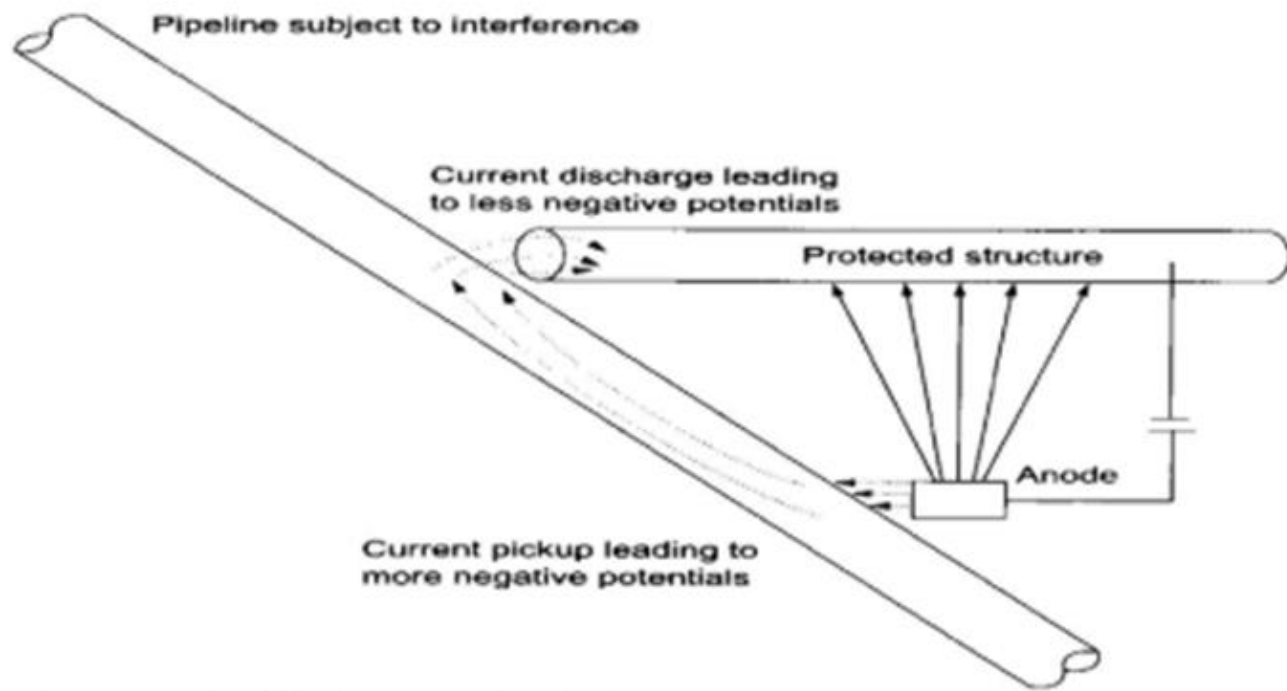 Pipeline subject to interference
Current discharge leading
to less negative potentials
Protected structure
Anode
Current pickup leading to
more negative potentials